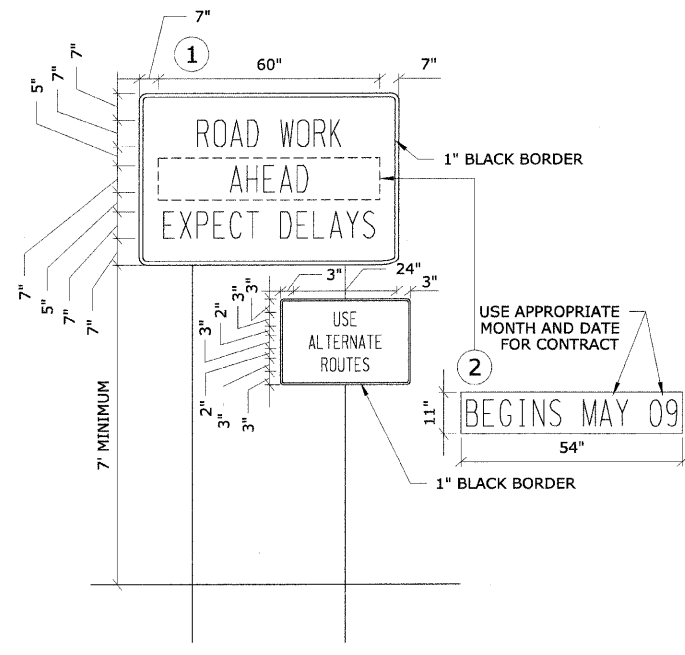 7"
1
60"
7"
7"
7"
5"
7"
5"
7"
7"
ROAD WORK
AHEAD
EXPECT DELAYS
1" BLACK BORDER
24"
3"
3"
3"
3"
2"
3"
2"
3"
3"
USE
ALTERNATE
ROUTES
1" BLACK BORDER
7' MINIMUM
USE APPROPRIATE
MONTH AND DATE
FOR CONTRACT
2
11"
BEGINS MAY 09
54"